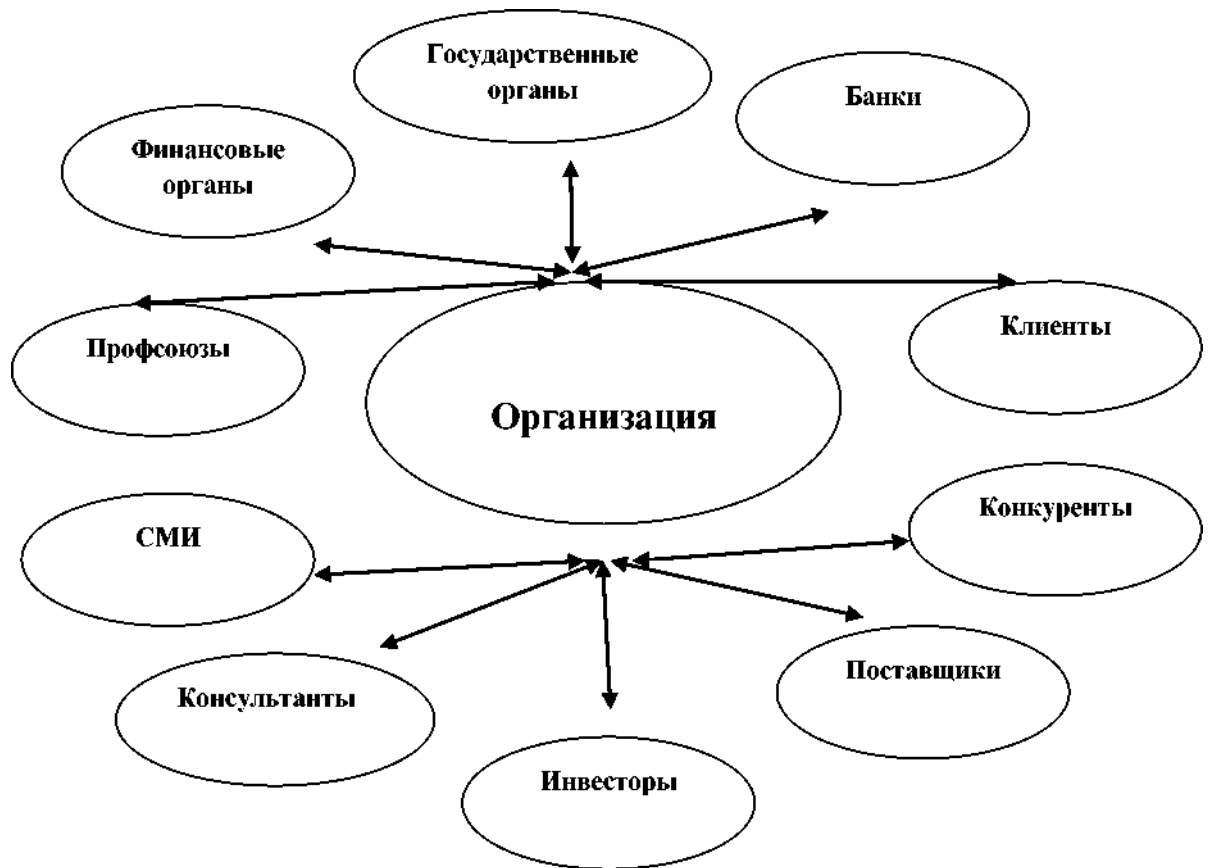 Государственные
органы
Банки
Финансовые
органы
Профсоюзы
Клиенты
Организация
СМИ
Конкуренты
Консультанты
Поставщики
Инвесторы